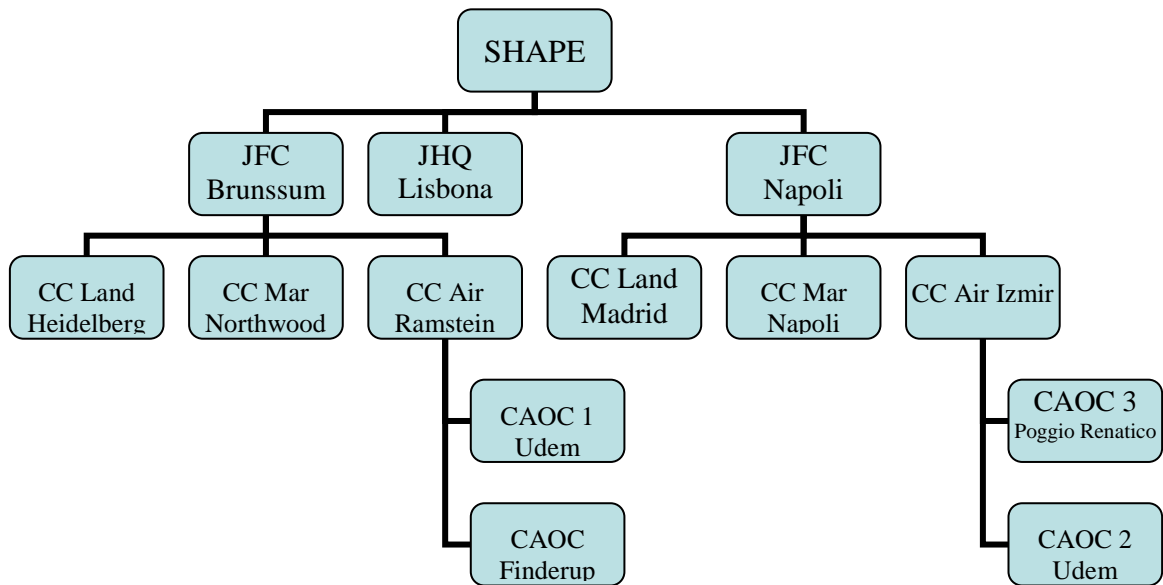 SHAPE
JFC
Brunssum
JHQ
Lisbona
JFC
Napoli
CC Land
Heidelberg
CC Mar
Northwood
CC Air
Ramstein
CC Land
Madrid
CC Mar
Napoli
CC Air Izmir
CAOC 1
Udem
CAOC 3
Poggio Renatico
CAOC
Finderup
CAOC 2
Udem